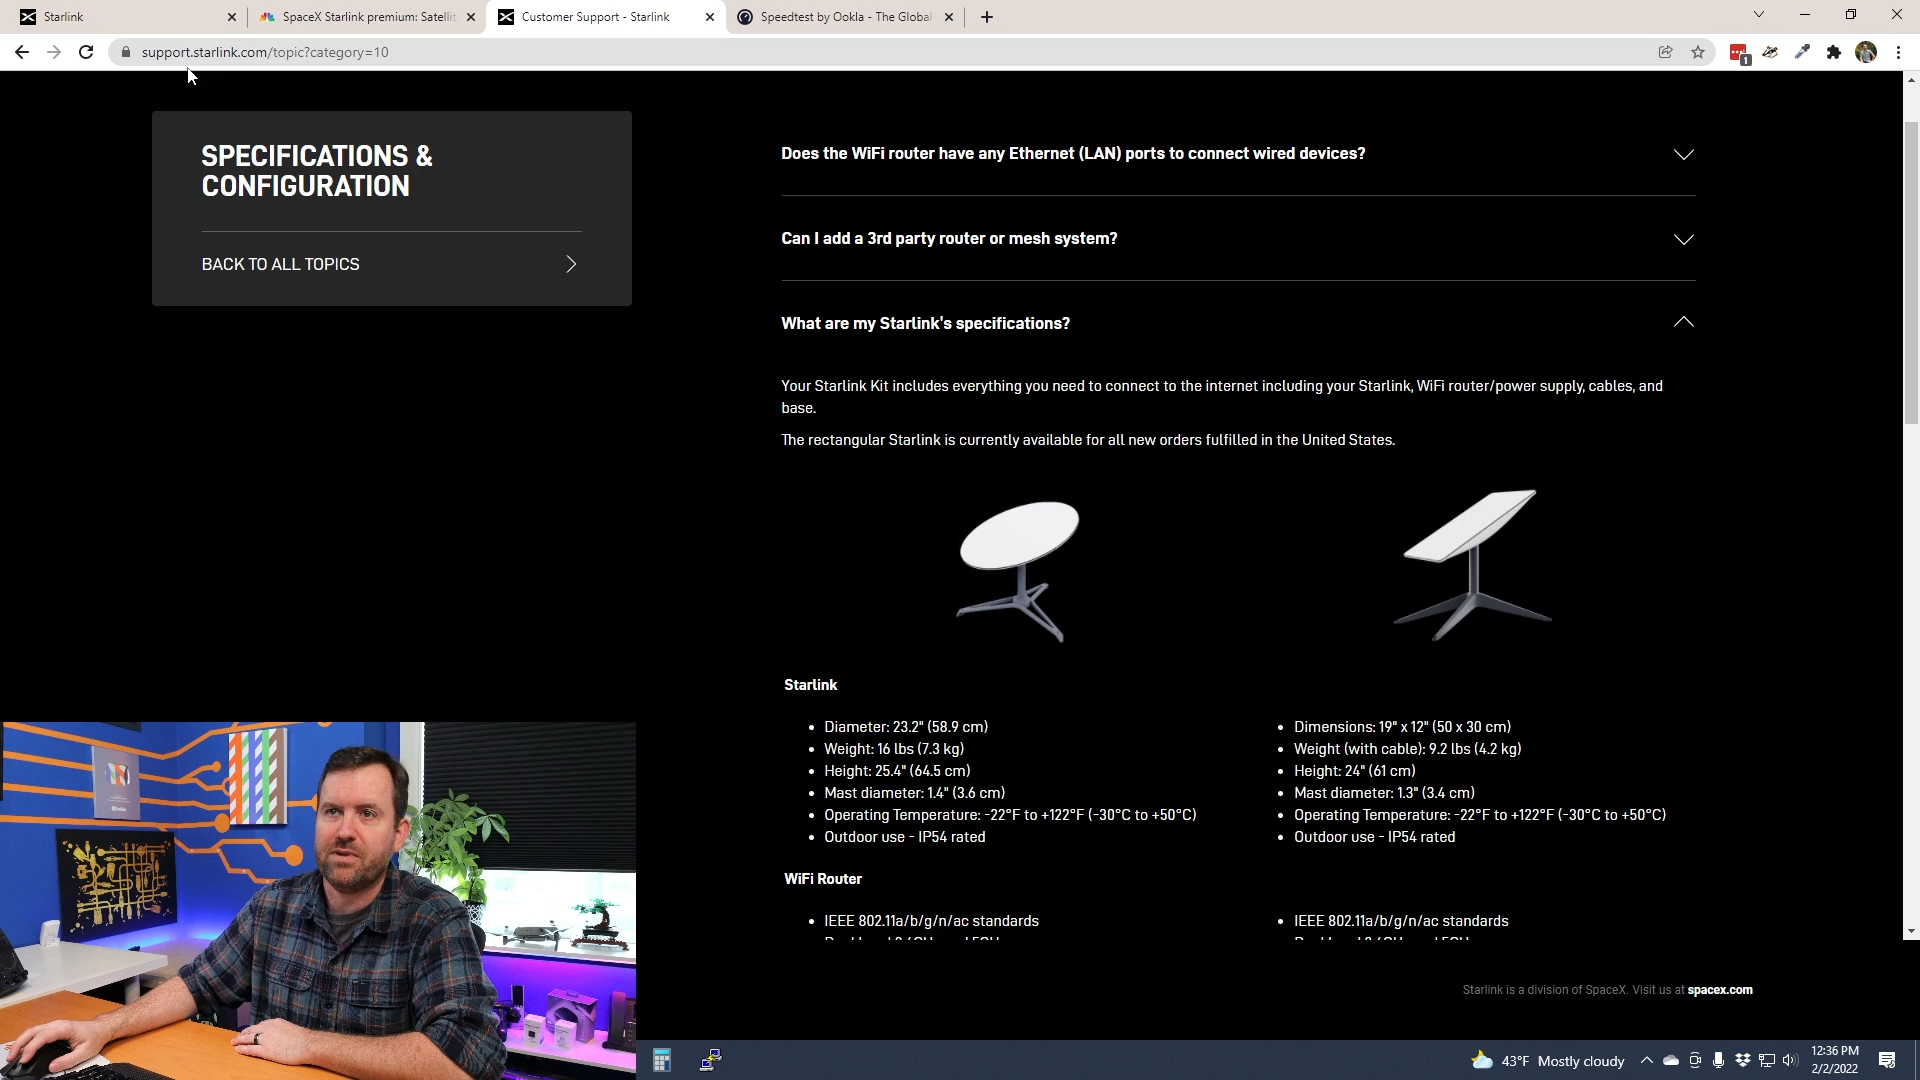 Starlink
SpaceX Starlink premium: Satellit
Customer Support - Starlink
Speedtest by Ookla - The Global
support.starlink.com/topic?category=10
1
SPECIFICATIONS &
CONFIGURATION
BACK TO ALL TOPICS
Does the WiFi router have any Ethernet (LAN) ports to connect wired devices?
Can I add a 3rd party router or mesh system?
What are my Starlink's specifications?
Your Starlink Kit includes everything you need to connect to the internet including your Starlink, WiFi router/power supply, cables, and
base.
The rectangular Starlink is currently available for all new orders fulfilled in the United States.
Starlink
• Diameter: 23.2" (58.9 cm)
• Weight: 16 lbs (7.3 kg)
• Height: 25.4" (64.5 cm)
• Mast diameter: 1.4" (3.6 cm)
• Operating Temperature: -22°F to +122°F (-30°C to +50°C)
• Outdoor use - IP54 rated
• Dimensions: 19" x 12" (50 x 30 cm)
• Weight (with cable): 9.2 lbs (4.2 kg)
• Height: 24" (61 cm)
• Mast diameter: 1.3" (3.4 cm)
• Operating Temperature: -22°F to +122°F (-30°C to +50°C)
• Outdoor use - IP54 rated
WiFi Router
• IEEE 802.11a/b/g/n/ac standards
• IEEE 802.11a/b/g/n/ac standards
Starlink is a division of SpaceX. Visit us at spacex.com
43°F Mostly cloudy
12:36 PM
2/2/2022